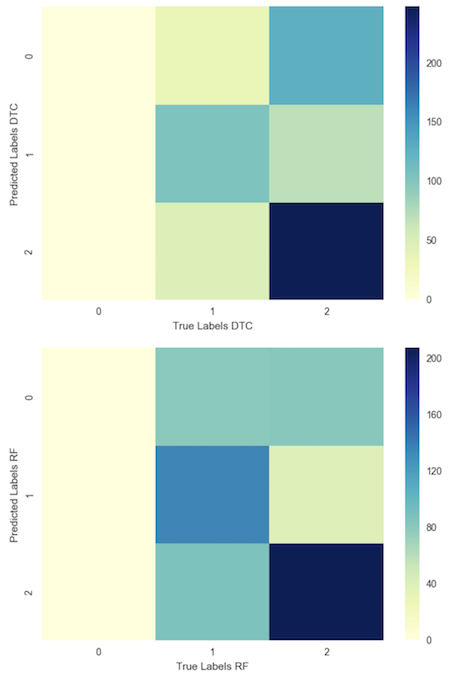 Predicted Labels DTC
0
1
2
0 1 2
True Labels DTC
200
150
100
50
0
Predicted Labels RF
0
1
2
0 1 2
True Labels RF
200
160
120
80
40
0